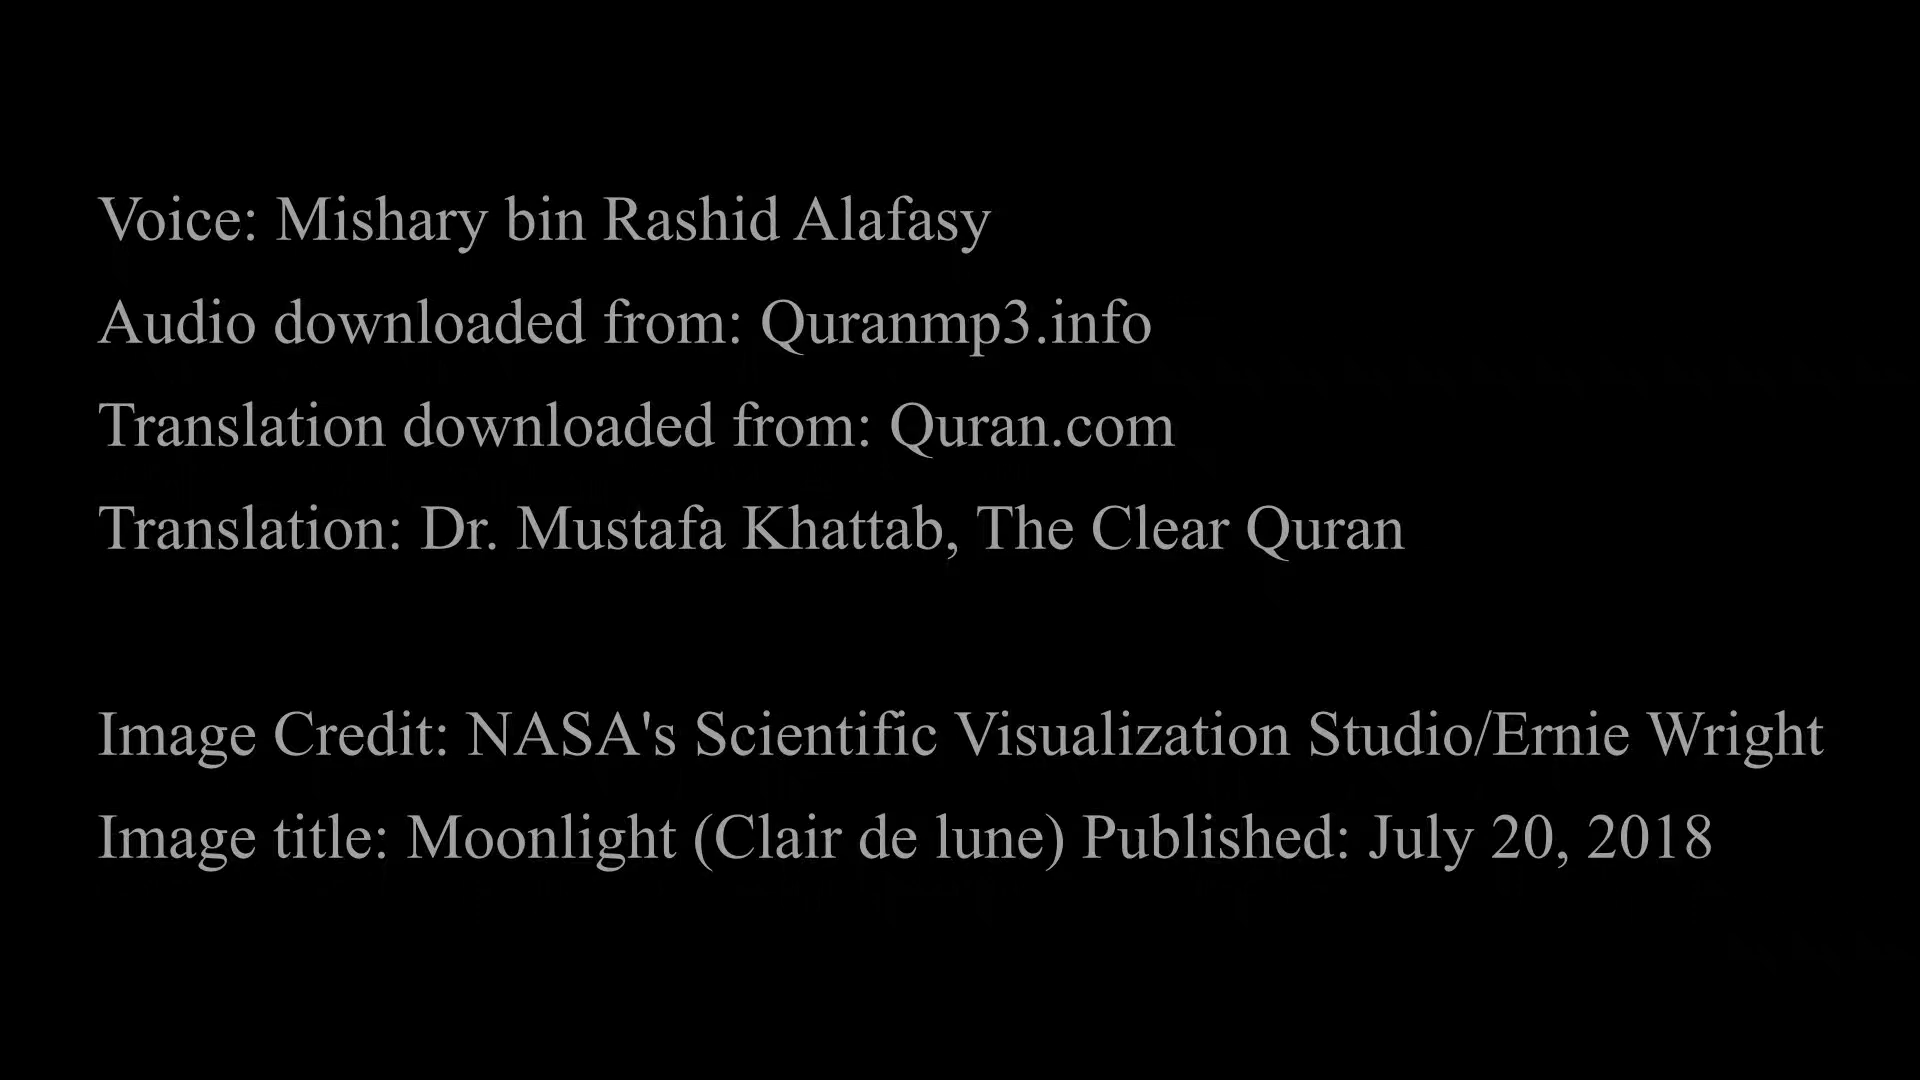 Voice: Mishary bin Rashid Alafasy
Audio downloaded from: Quranmp3.info
Translation downloaded from: Quran.com
Translation: Dr. Mustafa Khattab, The Clear Quran
Image Credit: NASA's Scientific Visualization Studio/Ernie Wright
Image title: Moonlight (Clair de lune) Published: July 20, 2018